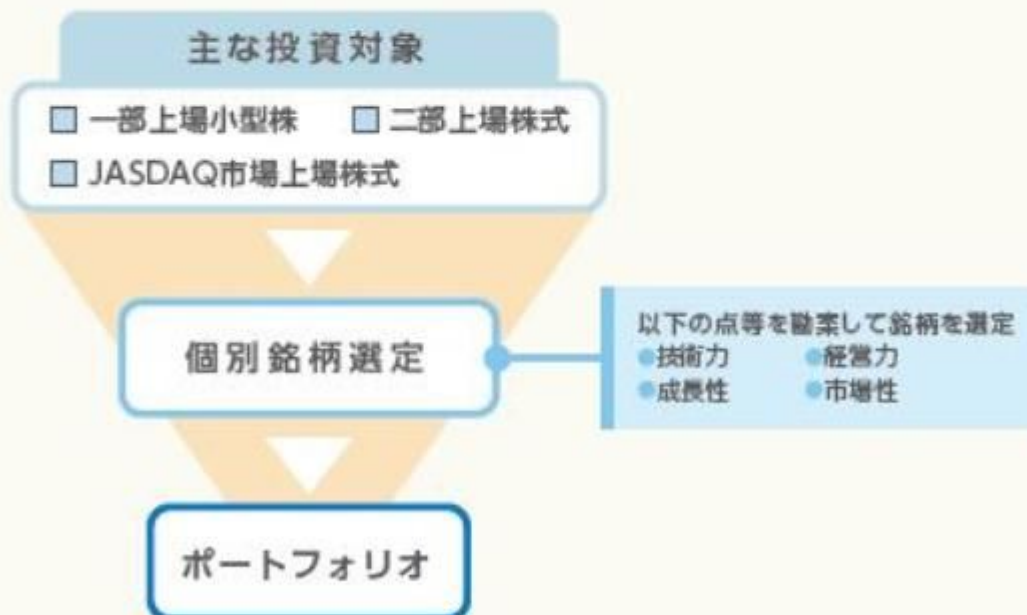 主な投資対象
一部上場小型株 二部上場株式
JASDAQ市場上場株式
個別銘柄選定
以下の点等を勘案して銘柄を選定
●技術力 ●経営力
●成長性 ●市場性
ポートフォリオ